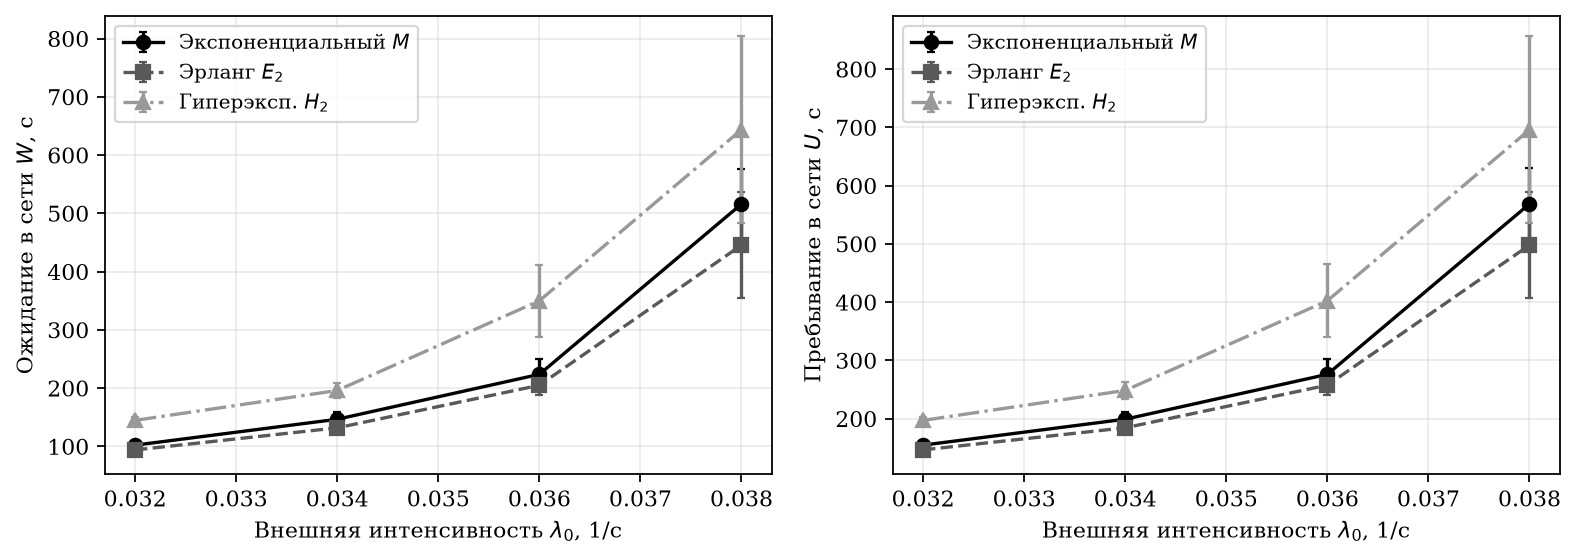 Экспоненциальный M
Эрланг E₂
Гиперэксп. H₂
800
700
600
500
400
300
200
100
Ожидание в сети W, с
0.032 0.033 0.034 0.035 0.036 0.037 0.038
Внешняя интенсивность λ₀, 1/с
Экспоненциальный M
Эрланг E₂
Гиперэксп. H₂
800
700
600
500
400
300
200
Пребывание в сети U, с
0.032 0.033 0.034 0.035 0.036 0.037 0.038
Внешняя интенсивность λ₀, 1/с